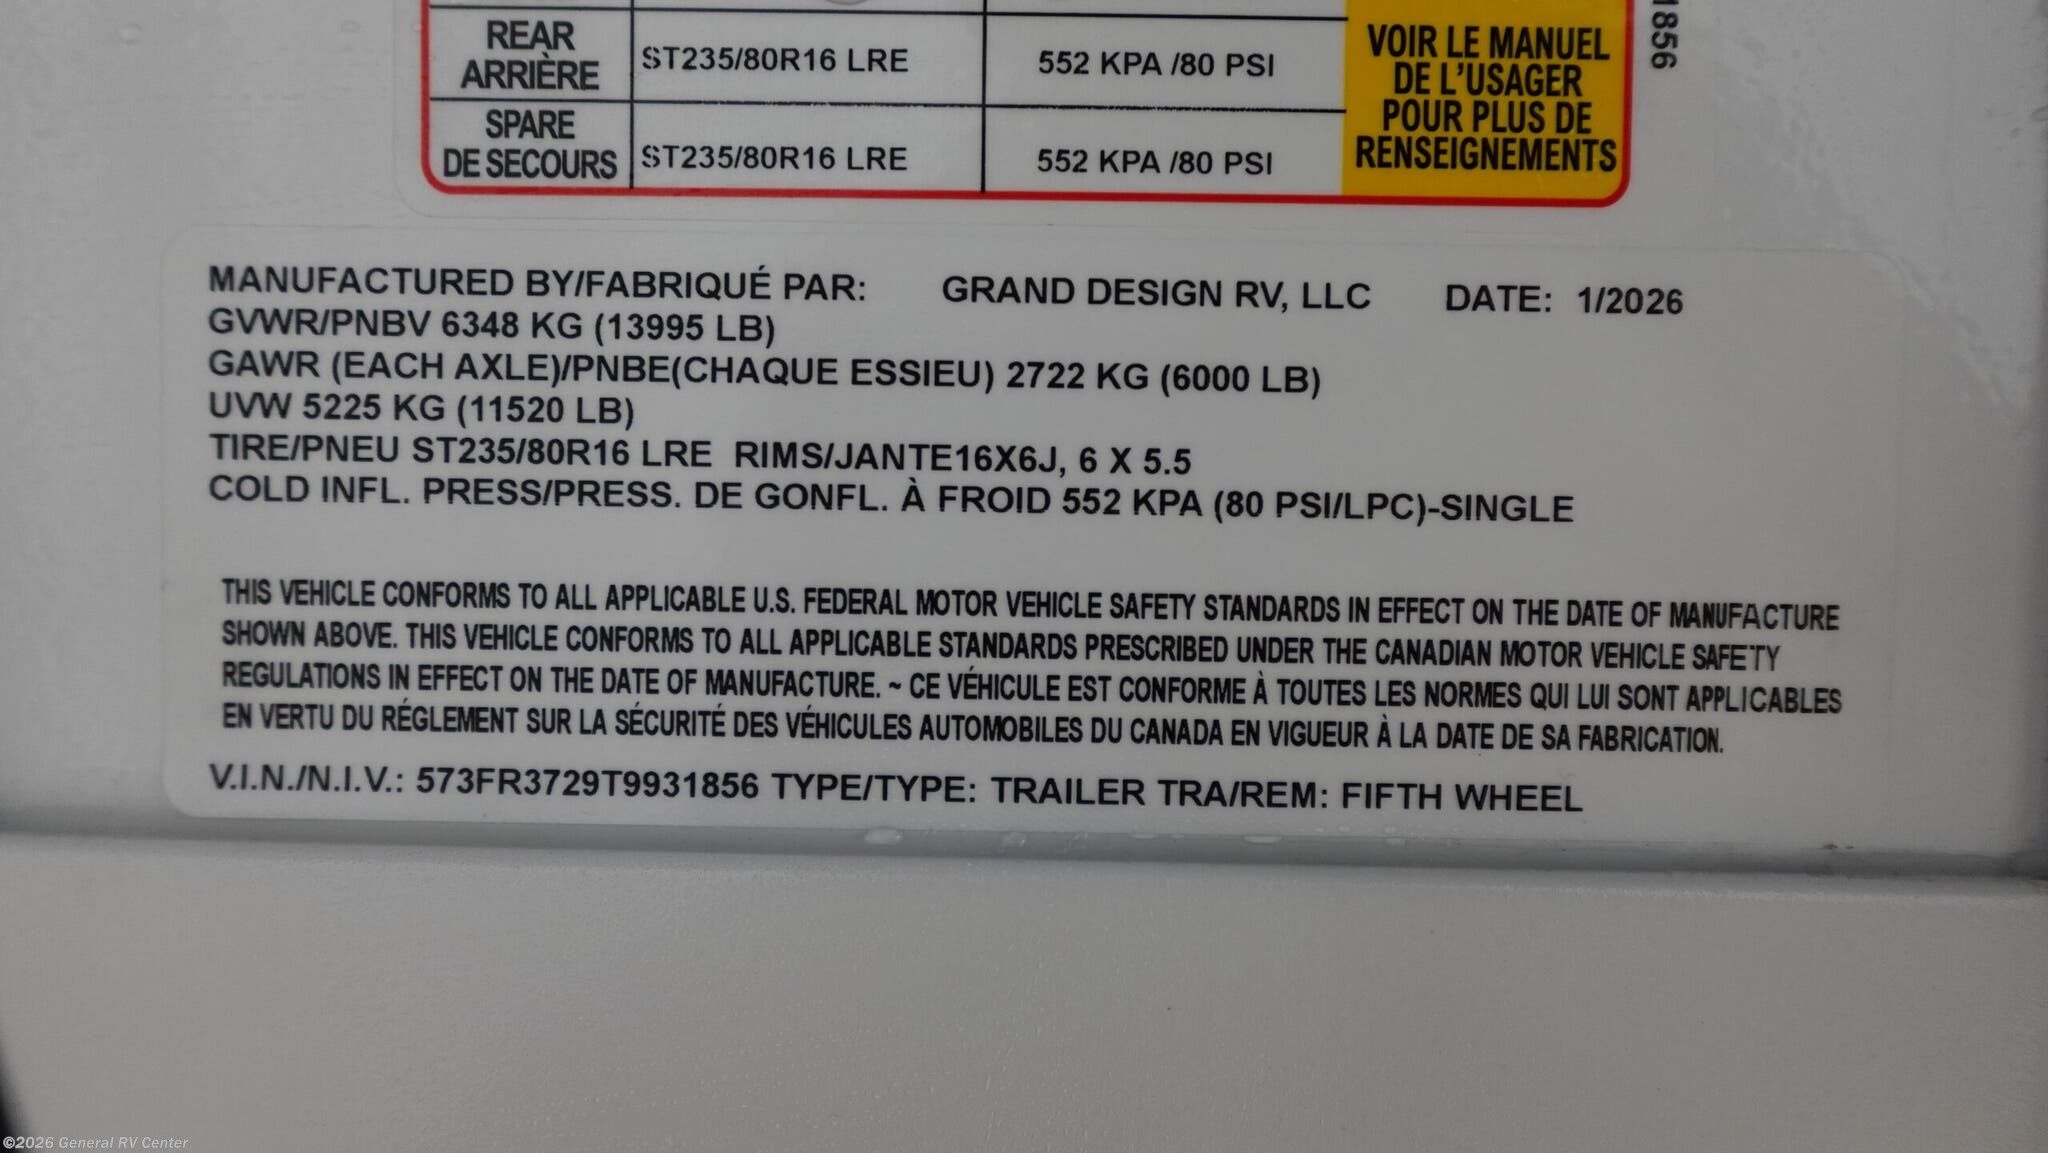 REAR
ARRIÈRE
ST235/80R16 LRE
552 KPA /80 PSI
SPARE
DE SECOURS
ST235/80R16 LRE
552 KPA /80 PSI
VOIR LE MANUEL
DE L'USAGER
POUR PLUS DE
RENSEIGNEMENTS
1856
MANUFACTURED BY/FABRIQUÉ PAR: GRAND DESIGN RV, LLC DATE: 1/2026
GVWR/PNBV 6348 KG (13995 LB)
GAWR (EACH AXLE)/PNBE(CHAQUE ESSIEU) 2722 KG (6000 LB)
UVW 5225 KG (11520 LB)
TIRE/PNEU ST235/80R16 LRE RIMS/JANTE16X6J, 6 X 5.5
COLD INFL. PRESS/PRESS. DE GONFL. À FROID 552 KPA (80 PSI/LPC)-SINGLE
THIS VEHICLE CONFORMS TO ALL APPLICABLE U.S. FEDERAL MOTOR VEHICLE SAFETY STANDARDS IN EFFECT ON THE DATE OF MANUFACTURE
SHOWN ABOVE. THIS VEHICLE CONFORMS TO ALL APPLICABLE STANDARDS PRESCRIBED UNDER THE CANADIAN MOTOR VEHICLE SAFETY
REGULATIONS IN EFFECT ON THE DATE OF MANUFACTURE. ~ CE VÉHICULE EST CONFORME À TOUTES LES NORMES QUI LUI SONT APPLICABLES
EN VERTU DU RÉGLEMENT SUR LA SÉCURITÉ DES VÉHICULES AUTOMOBILES DU CANADA EN VIGUEUR À LA DATE DE SA FABRICATION.
V.I.N./N.I.V.: 573FR3729T9931856 TYPE/TYPE: TRAILER TRA/REM: FIFTH WHEEL
©2026 General RV Center